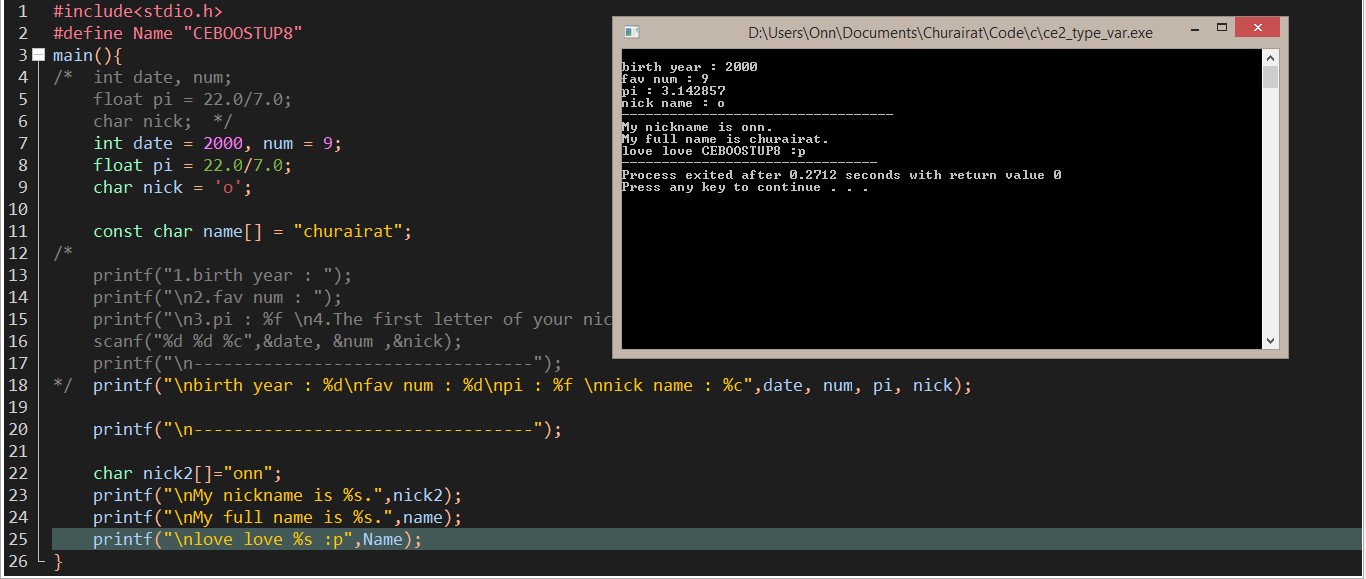 1 #include<stdio.h>
2 #define Name "CEBOOSTUP8"
3 main(){
4 /*  int date, num;
5     float pi = 22.0/7.0;
6     char nick;  */
7     int date = 2000, num = 9;
8     float pi = 22.0/7.0;
9     char nick = 'o';
10
11     const char name[] = "churairat";
12 /*
13     printf("1.birth year : ");
14     printf("\n2.fav num : ");
15     printf("\n3.pi : %f \n4.The first letter of your nic
16     scanf("%d %d %c",&date, &num ,&nick);
17     printf("\n----------------------------------");
18 */  printf("\nbirth year : %d\nfav num : %d\npi : %f \nnick name : %c",date, num, pi, nick);
19
20     printf("\n----------------------------------");
21
22     char nick2[]="onn";
23     printf("\nMy nickname is %s.",nick2);
24     printf("\nMy full name is %s.",name);
25     printf("\nlove love %s :p",Name);
26 }
D:\Users\Onn\Documents\Churairat\Code\c\ce2_type_var.exe
birth year : 2000
fav num : 9
pi : 3.142857
nick name : o
----------------------------------
My nickname is onn.
My full name is churairat.
love love CEBOOSTUP8 :p
--------------------------------
Process exited after 0.2712 seconds with return value 0
Press any key to continue . . .